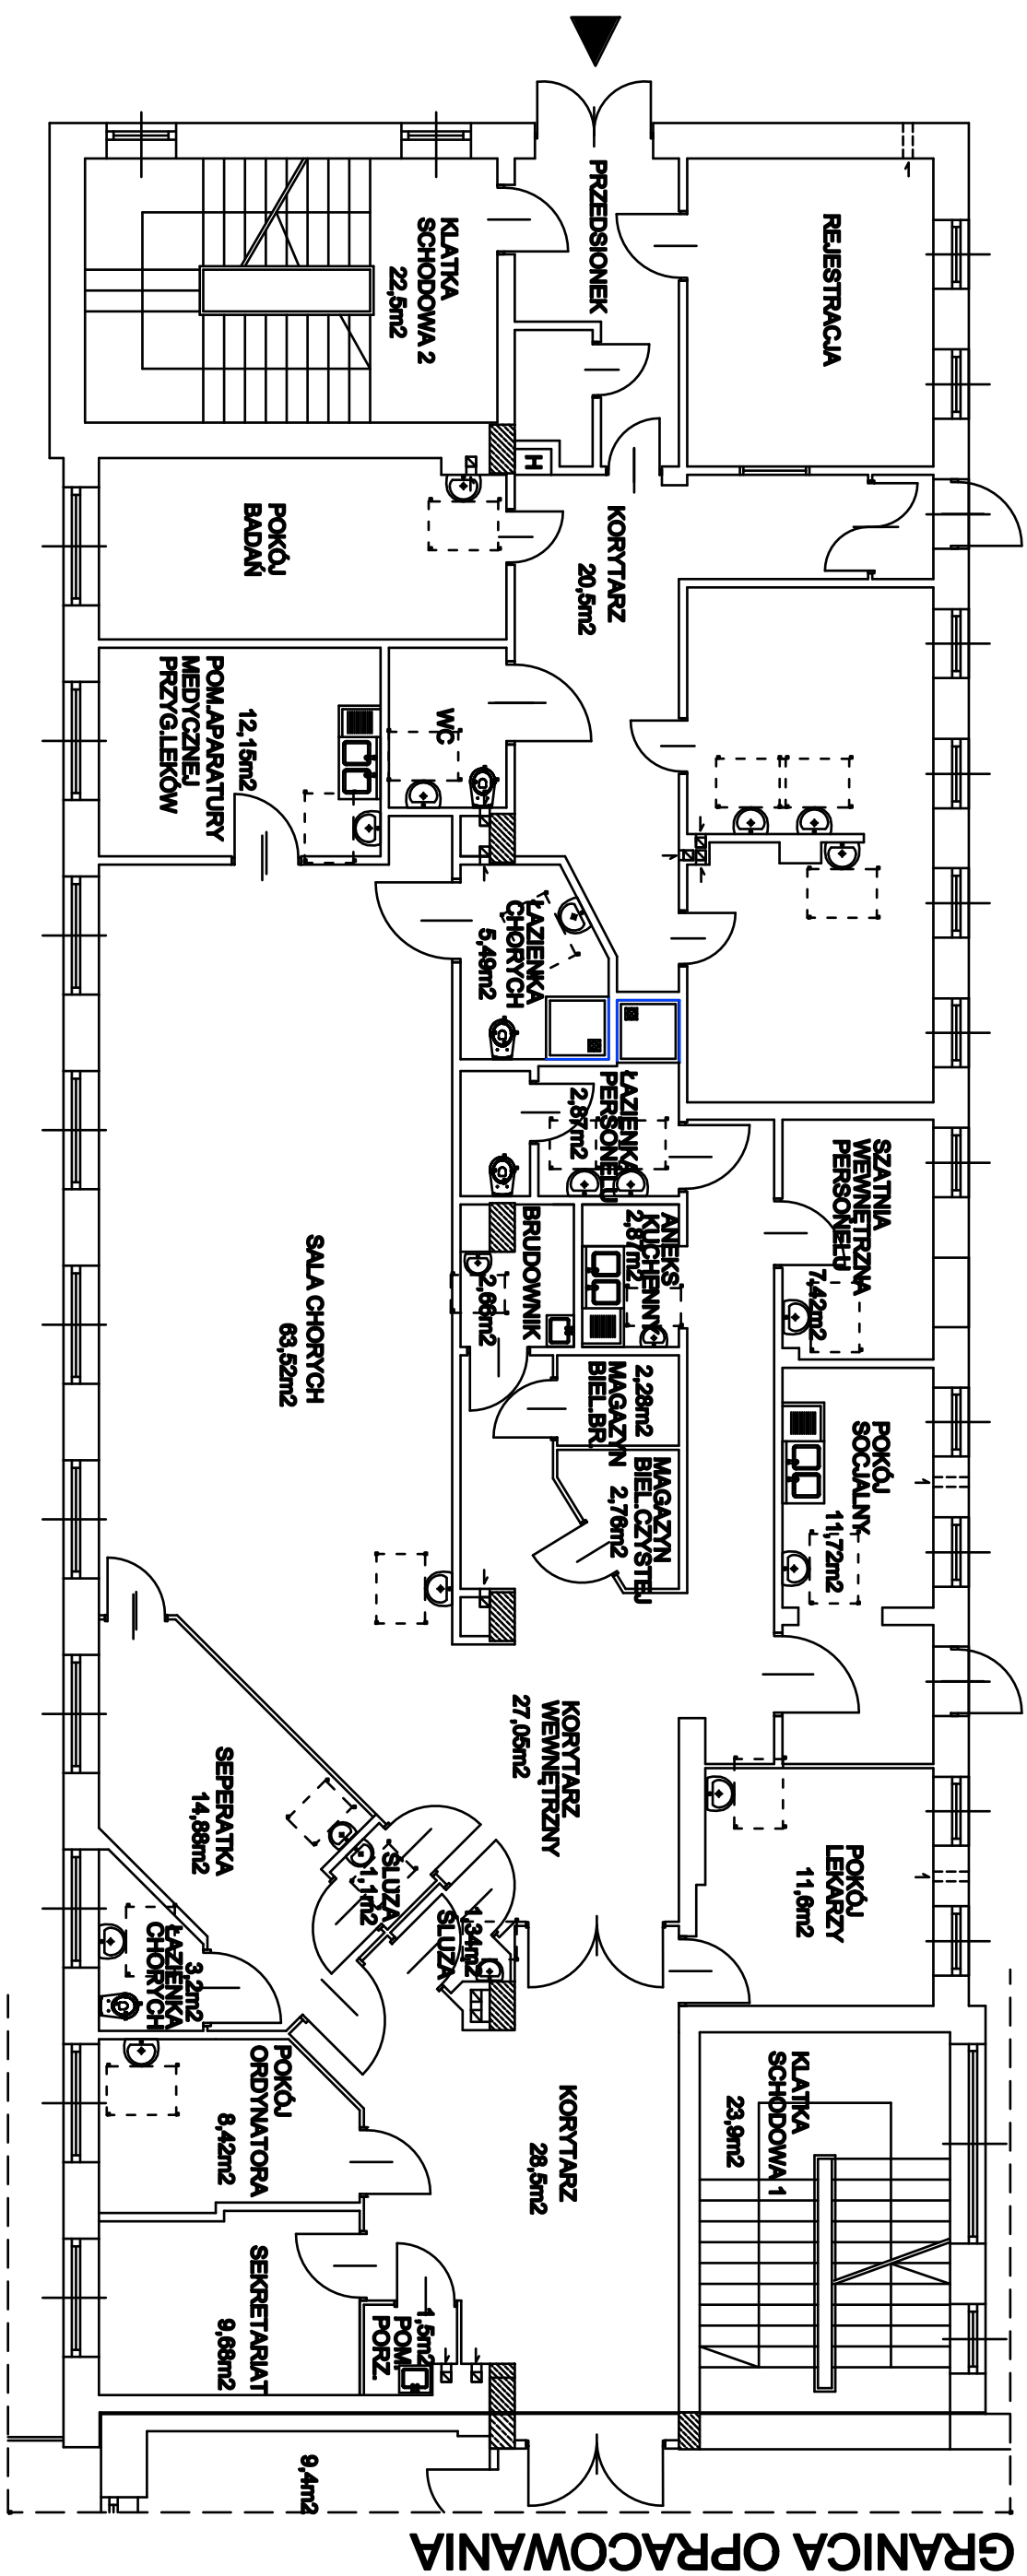 PRZEDSIONEK
REJESTRACJA
KLATKA
SCHODOWA 2
22,5m2
H
POKÓJ
BADAŃ
KORYTARZ
20,5m2
WC
12,15m2
POM.APARATURY
MEDYCZNEJ
PRZYG.LEKÓW
ŁAZIENKA
CHORYCH
5,49m2
ŁAZIENKA
PERSONELU
2,87m2
SZATNIA
WEWNĘTRZNA
PERSONELU
7,42m2
ANEKS
KUCHENNY
2,87m2
BRUDOWNIK
2,66m2
SALA CHORYCH
63,52m2
2,28m2
MAGAZYN
BIEL.BR.
MAGAZYN
BIEL.CZYSTEJ
2,76m2
POKÓJ
SOCJALNY
11,72m2
KORYTARZ
WEWNĘTRZNY
27,05m2
SEPERATKA
14,88m2
SLUZA
1,1m2
1,34m2
SLUZA
POKÓJ
LEKARZY
11,6m2
3,2m2
ŁAZIENKA
CHORYCH
POKÓJ
ORDYNATORA
8,42m2
KORYTARZ
28,5m2
KLATKA
SCHODOWA 1
23,9m2
SEKRETARIAT
9,68m2
1,5m2
POM.
PORZ.
9,4m2
GRANICA OPRACOWANIA